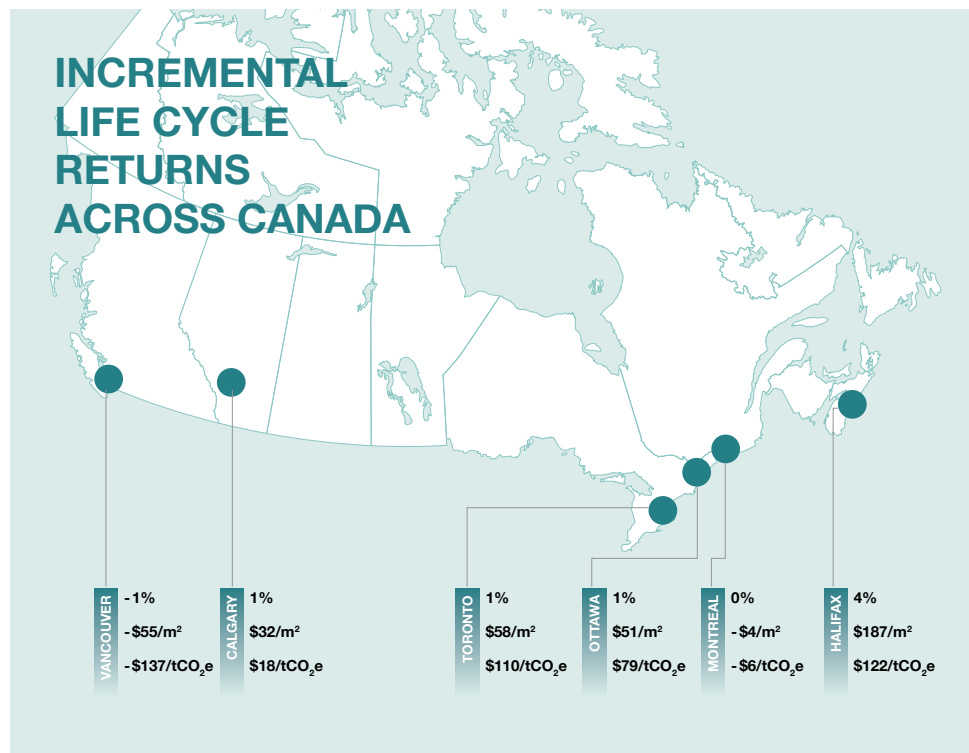 INCREMENTAL
LIFE CYCLE
RETURNS
ACROSS CANADA
VANCOUVER
-1%
-$55/m²
-$137/tCO₂e
CALGARY
1%
$32/m²
$18/tCO₂e
TORONTO
1%
$58/m²
$110/tCO₂e
OTTAWA
1%
$51/m²
$79/tCO₂e
MONTREAL
0%
-$4/m²
-$6/tCO₂e
HALIFAX
4%
$187/m²
$122/tCO₂e